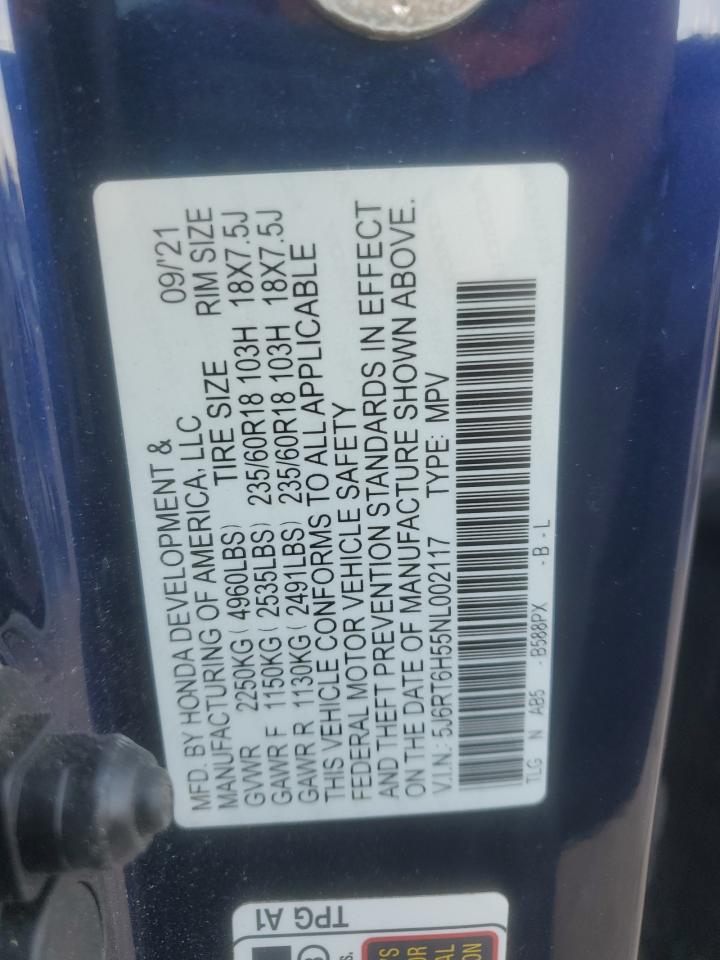 MFD. BY HONDA DEVELOPMENT & 09/'21
MANUFACTURING OF AMERICA, LLC
TIRE SIZE RIM SIZE
GVWR 2250KG ( 4960LBS)
GAWR F 1150KG ( 2535LBS) 235/60R18 103H 18X7.5J
GAWR R 1130KG ( 2491LBS) 235/60R18 103H 18X7.5J
THIS VEHICLE CONFORMS TO ALL APPLICABLE
FEDERAL MOTOR VEHICLE SAFETY
AND THEFT PREVENTION STANDARDS IN EFFECT
ON THE DATE OF MANUFACTURE SHOWN ABOVE.
V.I.N.: 5J6RT6H55NL002117 TYPE: MPV
TLG N AB5 -B588PX -B-L
TPG A1